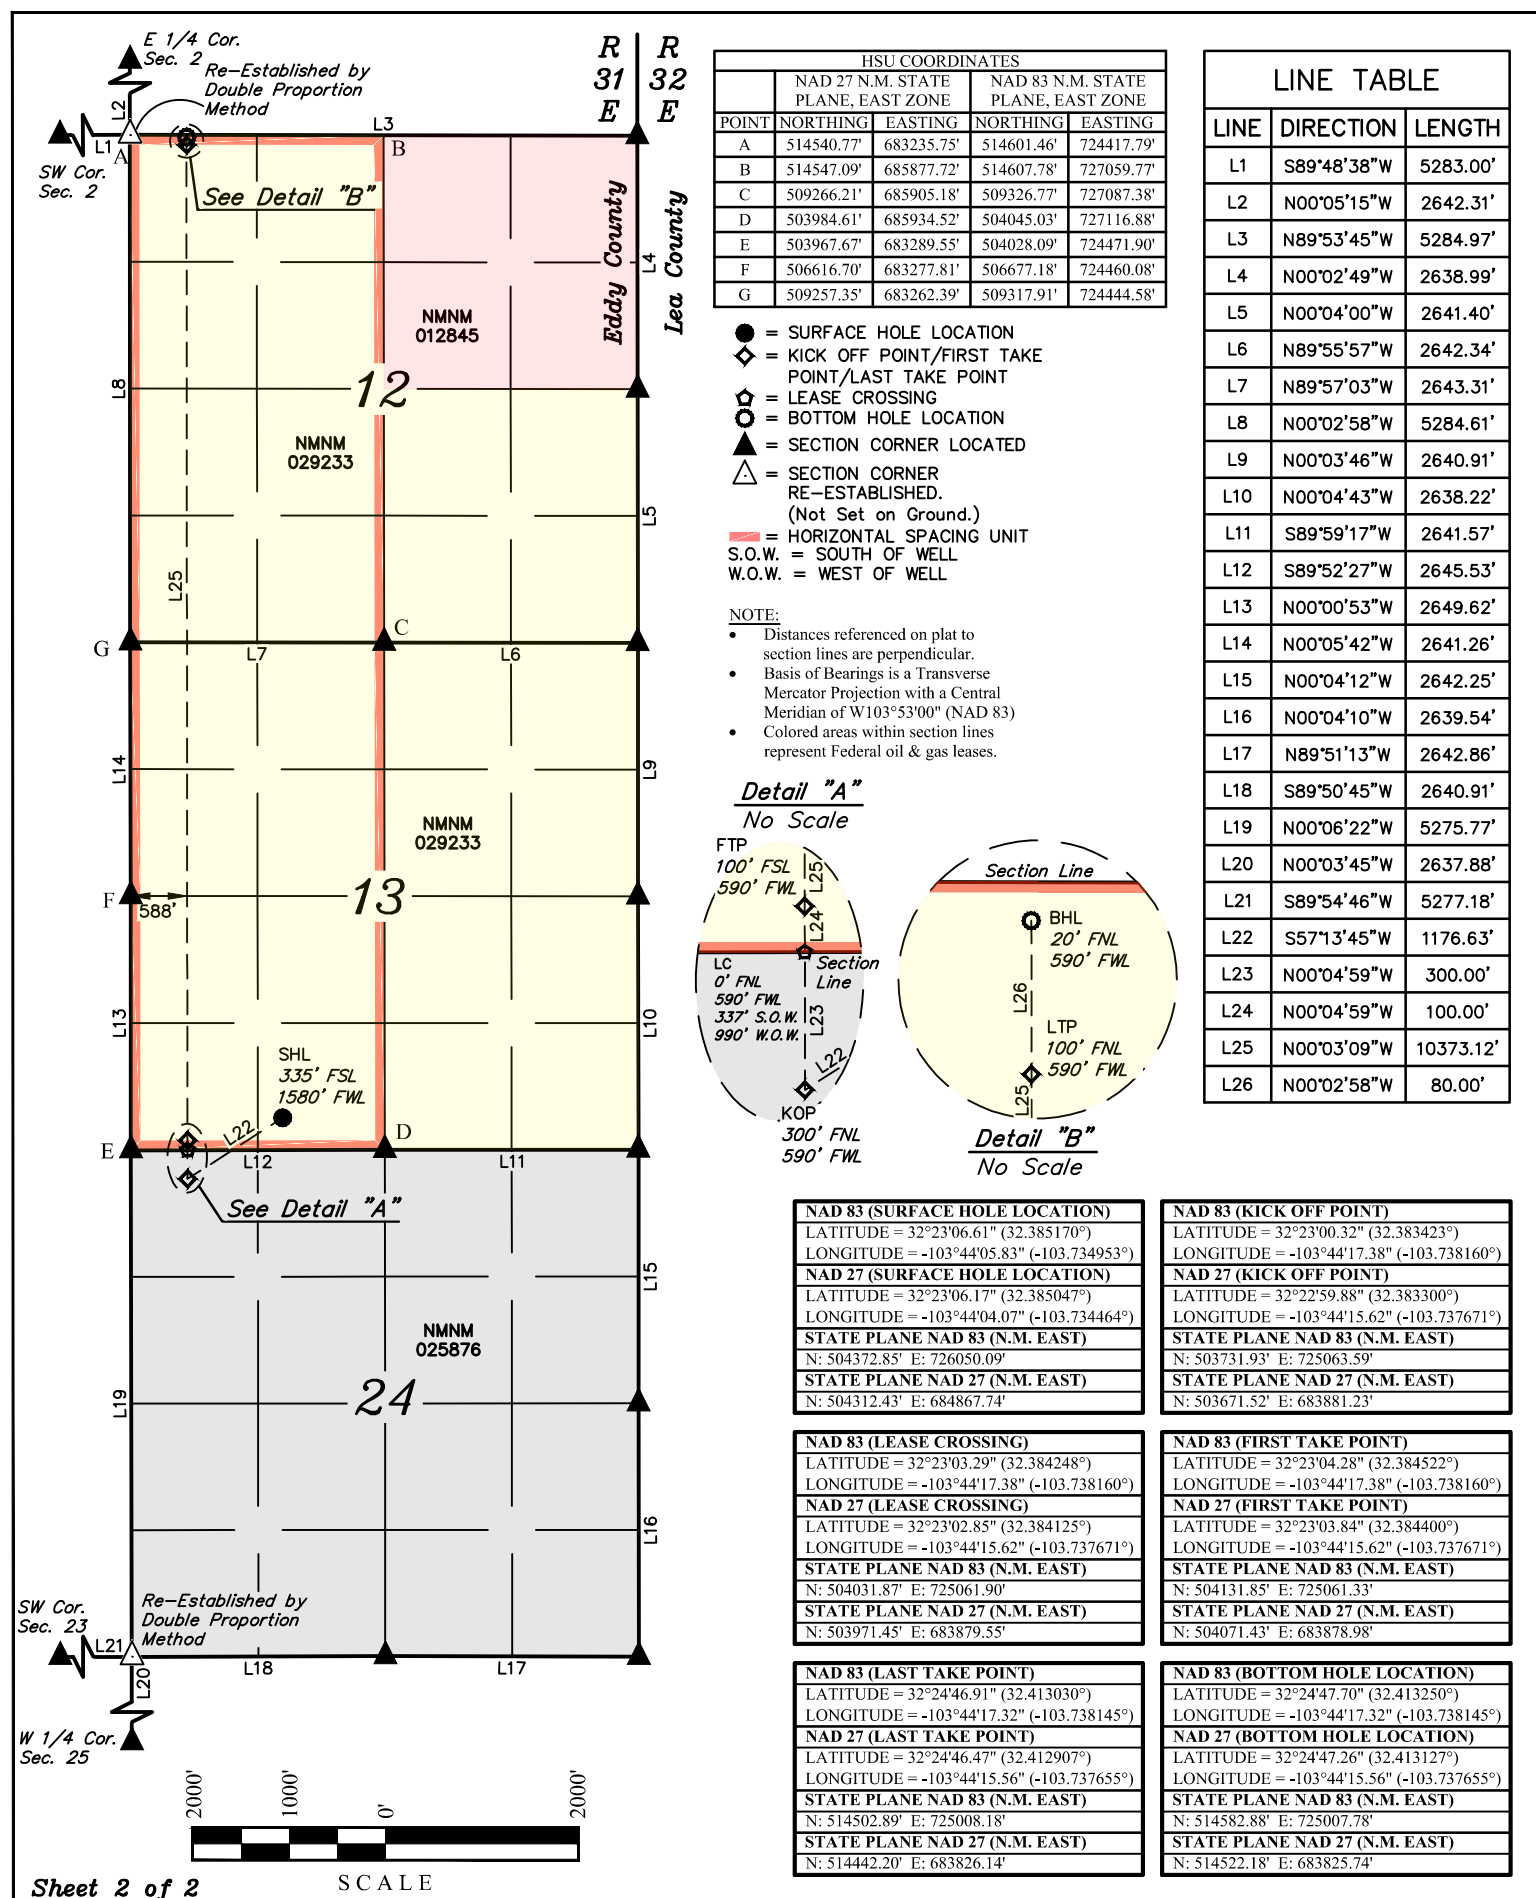 E 1/4 Cor.
Sec. 2
Re-Established by
Double Proportion
Method
L2
L1
A
SW Cor.
Sec. 2
L3
B
R R
31 32
E E
See Detail "B"
Eddy County
Lea County
L4
NMNM
012845
12
L8
NMNM
029233
L5
L25
G
C
L7
L6
L14
L9
NMNM
029233
F
588'
13
L13
L10
SHL
335' FSL
1580' FWL
L22
E
D
L12
L11
See Detail "A"
L15
NMNM
025876
L19
24
L16
SW Cor.
Sec. 23
Re-Established by
Double Proportion
Method
L21
L20
L18
L17
W 1/4 Cor.
Sec. 25
2000'
1000'
0'
2000'
SCALE
Sheet 2 of 2
HSU COORDINATES
NAD 27 N.M. STATE PLANE, EAST ZONE NAD 83 N.M. STATE PLANE, EAST ZONE
POINT NORTHING EASTING NORTHING EASTING
A 514540.77' 683235.75' 514601.46' 724417.79'
B 514547.09' 685877.72' 514607.78' 727059.77'
C 509266.21' 685905.18' 509326.77' 727087.38'
D 503984.61' 685934.52' 504045.03' 727116.88'
E 503967.67' 683289.55' 504028.09' 724471.90'
F 506616.70' 683277.81' 506677.18' 724460.08'
G 509257.35' 683262.39' 509317.91' 724444.58'
= SURFACE HOLE LOCATION
= KICK OFF POINT/FIRST TAKE
POINT/LAST TAKE POINT
= LEASE CROSSING
= BOTTOM HOLE LOCATION
= SECTION CORNER LOCATED
= SECTION CORNER
RE-ESTABLISHED.
(Not Set on Ground.)
= HORIZONTAL SPACING UNIT
S.O.W. = SOUTH OF WELL
W.O.W. = WEST OF WELL
NOTE:
• Distances referenced on plat to
section lines are perpendicular.
• Basis of Bearings is a Transverse
Mercator Projection with a Central
Meridian of W103°53'00" (NAD 83)
• Colored areas within section lines
represent Federal oil & gas leases.
Detail "A"
No Scale
FTP
100' FSL
590' FWL
L25
L24
LC
0' FNL
590' FWL
337' S.O.W.
990' W.O.W.
Section
Line
L23
L22
KOP
300' FNL
590' FWL
Section Line
BHL
20' FNL
590' FWL
L26
LTP
100' FNL
590' FWL
L25
Detail "B"
No Scale
LINE TABLE
LINE DIRECTION LENGTH
L1 S89°48'38"W 5283.00'
L2 N00°05'15"W 2642.31'
L3 N89°53'45"W 5284.97'
L4 N00°02'49"W 2638.99'
L5 N00°04'00"W 2641.40'
L6 N89°55'57"W 2642.34'
L7 N89°57'03"W 2643.31'
L8 N00°02'58"W 5284.61'
L9 N00°03'46"W 2640.91'
L10 N00°04'43"W 2638.22'
L11 S89°59'17"W 2641.57'
L12 S89°52'27"W 2645.53'
L13 N00°00'53"W 2649.62'
L14 N00°05'42"W 2641.26'
L15 N00°04'12"W 2642.25'
L16 N00°04'10"W 2639.54'
L17 N89°51'13"W 2642.86'
L18 S89°50'45"W 2640.91'
L19 N00°06'22"W 5275.77'
L20 N00°03'45"W 2637.88'
L21 S89°54'46"W 5277.18'
L22 S57°13'45"W 1176.63'
L23 N00°04'59"W 300.00'
L24 N00°04'59"W 100.00'
L25 N00°03'09"W 10373.12'
L26 N00°02'58"W 80.00'
NAD 83 (SURFACE HOLE LOCATION)
LATITUDE = 32°23'06.61" (32.385170°)
LONGITUDE = -103°44'05.83" (-103.734953°)
NAD 27 (SURFACE HOLE LOCATION)
LATITUDE = 32°23'06.17" (32.385047°)
LONGITUDE = -103°44'04.07" (-103.734464°)
STATE PLANE NAD 83 (N.M. EAST)
N: 504372.85' E: 726050.09'
STATE PLANE NAD 27 (N.M. EAST)
N: 504312.43' E: 684867.74'
NAD 83 (KICK OFF POINT)
LATITUDE = 32°23'00.32" (32.383423°)
LONGITUDE = -103°44'17.38" (-103.738160°)
NAD 27 (KICK OFF POINT)
LATITUDE = 32°22'59.88" (32.383300°)
LONGITUDE = -103°44'15.62" (-103.737671°)
STATE PLANE NAD 83 (N.M. EAST)
N: 503731.93' E: 725063.59'
STATE PLANE NAD 27 (N.M. EAST)
N: 503671.52' E: 683881.23'
NAD 83 (LEASE CROSSING)
LATITUDE = 32°23'03.29" (32.384248°)
LONGITUDE = -103°44'17.38" (-103.738160°)
NAD 27 (LEASE CROSSING)
LATITUDE = 32°23'02.85" (32.384125°)
LONGITUDE = -103°44'15.62" (-103.737671°)
STATE PLANE NAD 83 (N.M. EAST)
N: 504031.87' E: 725061.90'
STATE PLANE NAD 27 (N.M. EAST)
N: 503971.45' E: 683879.55'
NAD 83 (FIRST TAKE POINT)
LATITUDE = 32°23'04.28" (32.384522°)
LONGITUDE = -103°44'17.38" (-103.738160°)
NAD 27 (FIRST TAKE POINT)
LATITUDE = 32°23'03.84" (32.384400°)
LONGITUDE = -103°44'15.62" (-103.737671°)
STATE PLANE NAD 83 (N.M. EAST)
N: 504131.85' E: 725061.33'
STATE PLANE NAD 27 (N.M. EAST)
N: 504071.43' E: 683878.98'
NAD 83 (LAST TAKE POINT)
LATITUDE = 32°24'46.91" (32.413030°)
LONGITUDE = -103°44'17.32" (-103.738145°)
NAD 27 (LAST TAKE POINT)
LATITUDE = 32°24'46.47" (32.412907°)
LONGITUDE = -103°44'15.56" (-103.737655°)
STATE PLANE NAD 83 (N.M. EAST)
N: 514502.89' E: 725008.18'
STATE PLANE NAD 27 (N.M. EAST)
N: 514442.20' E: 683826.14'
NAD 83 (BOTTOM HOLE LOCATION)
LATITUDE = 32°24'47.70" (32.413250°)
LONGITUDE = -103°44'17.32" (-103.738145°)
NAD 27 (BOTTOM HOLE LOCATION)
LATITUDE = 32°24'47.26" (32.413127°)
LONGITUDE = -103°44'15.56" (-103.737655°)
STATE PLANE NAD 83 (N.M. EAST)
N: 514582.88' E: 725007.78'
STATE PLANE NAD 27 (N.M. EAST)
N: 514522.18' E: 683825.74'